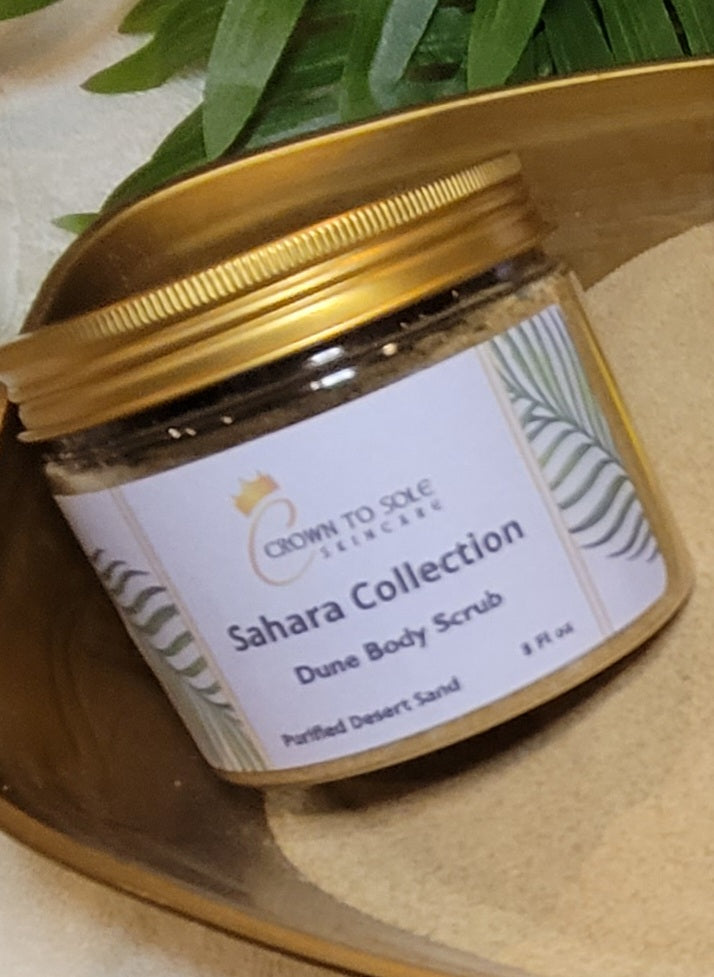 CROWN TO SOLE
SKINCARE
Sahara Collection
Dune Body Scrub
8 Fl oz
Purified Desert Sand